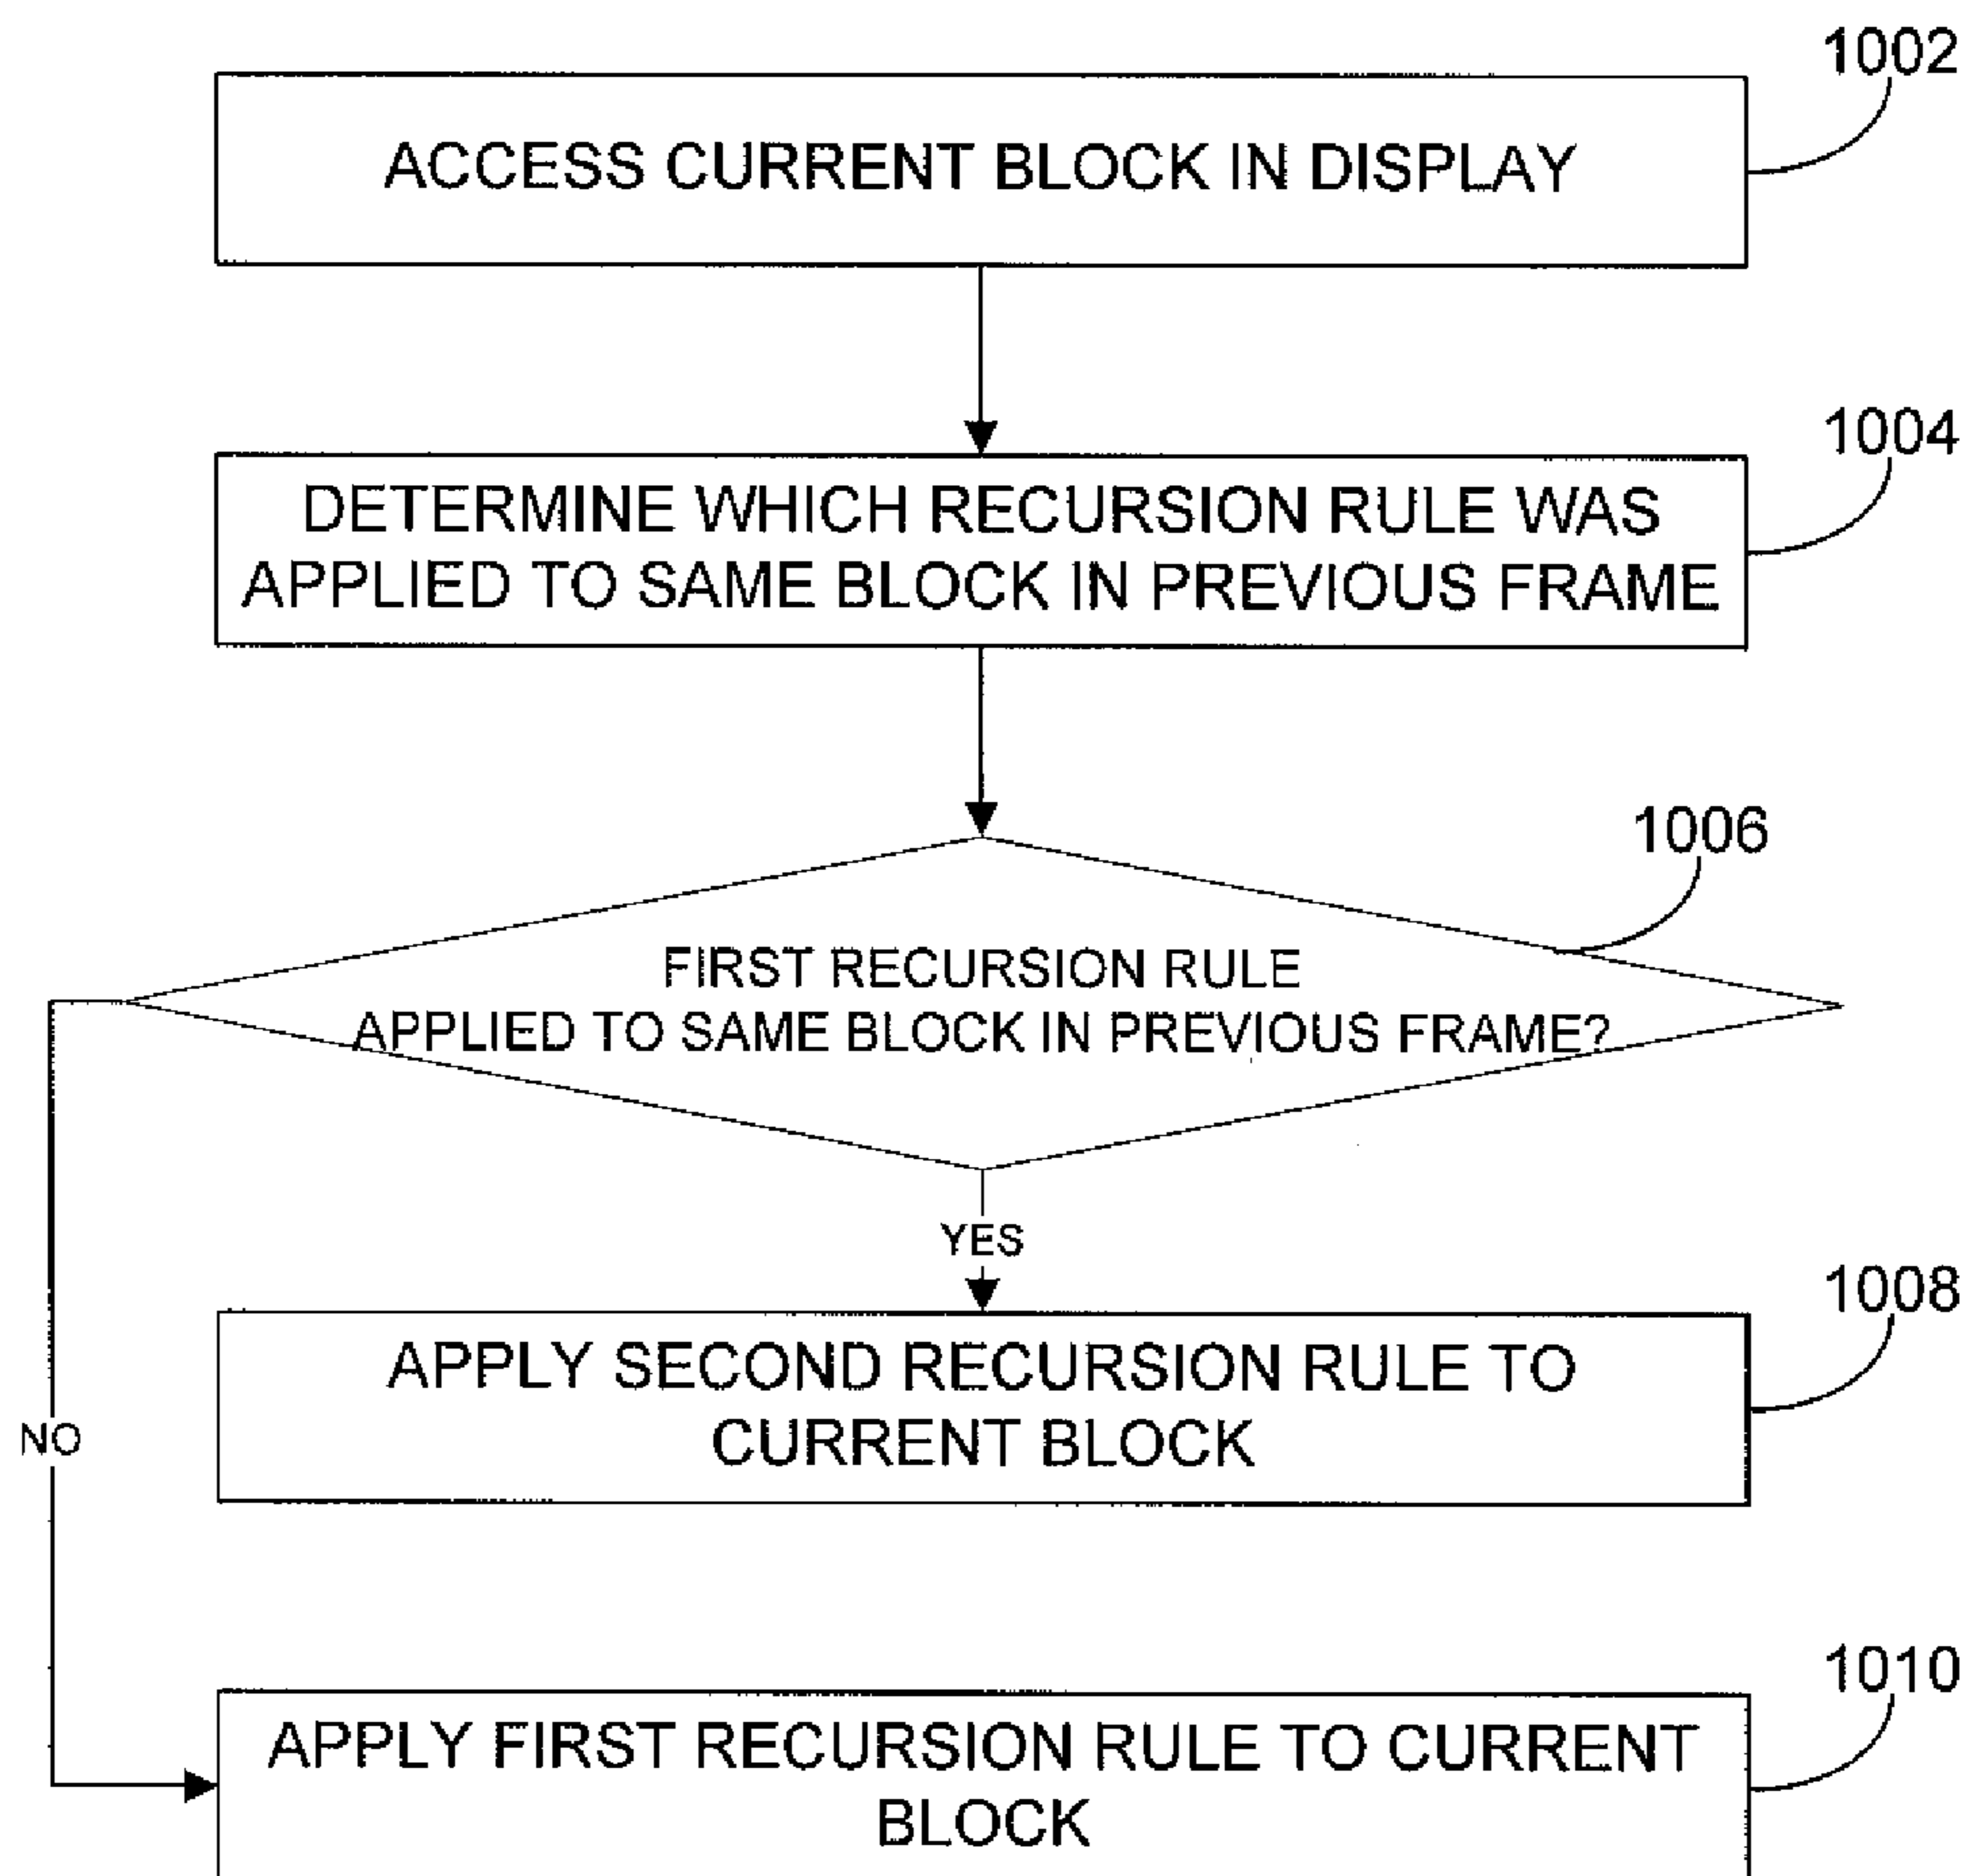 1002
ACCESS CURRENT BLOCK IN DISPLAY
1004
DETERMINE WHICH RECURSION RULE WAS
APPLIED TO SAME BLOCK IN PREVIOUS FRAME
1006
FIRST RECURSION RULE
APPLIED TO SAME BLOCK IN PREVIOUS FRAME?
YES
1008
APPLY SECOND RECURSION RULE TO
CURRENT BLOCK
NO
1010
APPLY FIRST RECURSION RULE TO CURRENT
BLOCK